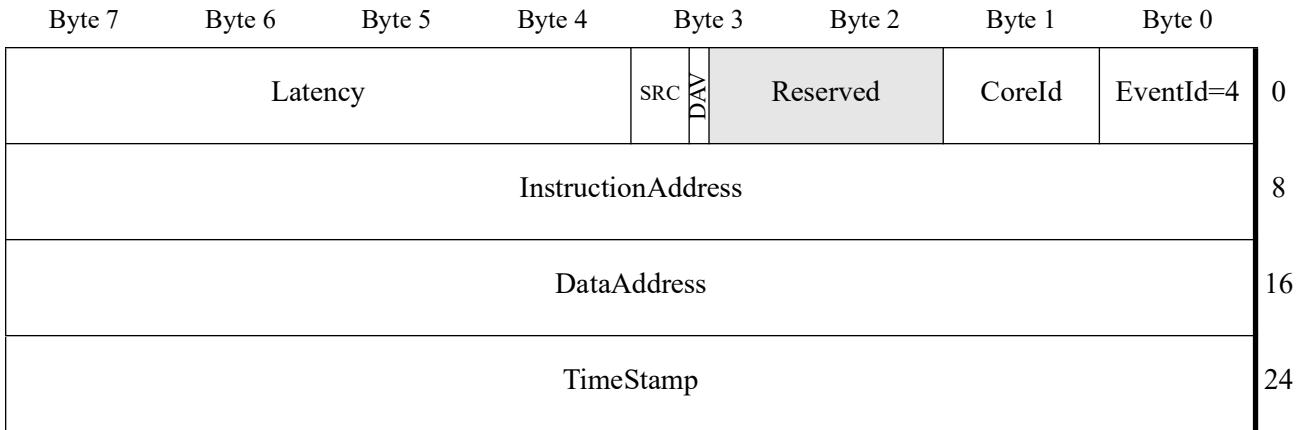 Byte 7 Byte 6 Byte 5 Byte 4 Byte 3 Byte 2 Byte 1 Byte 0
Latency SRC DAV Reserved CoreId EventId=4 0
InstructionAddress 8
DataAddress 16
TimeStamp 24